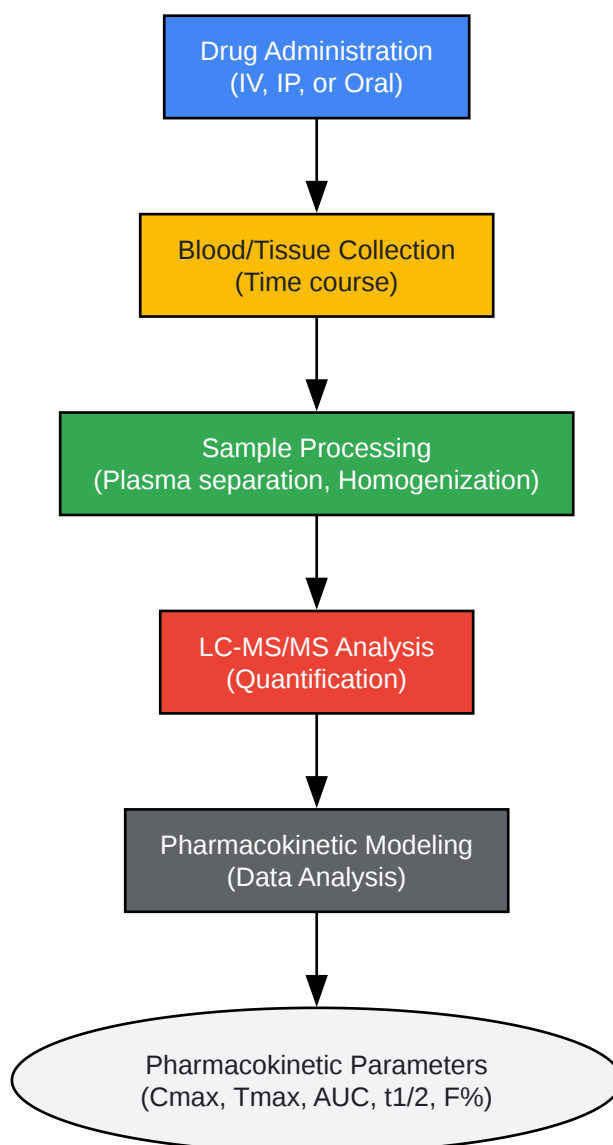 Drug Administration
(IV, IP, or Oral)
Blood/Tissue Collection
(Time course)
Sample Processing
(Plasma separation, Homogenization)
LC-MS/MS Analysis
(Quantification)
Pharmacokinetic Modeling
(Data Analysis)
Pharmacokinetic Parameters
(Cmax, Tmax, AUC, t1/2, F%)